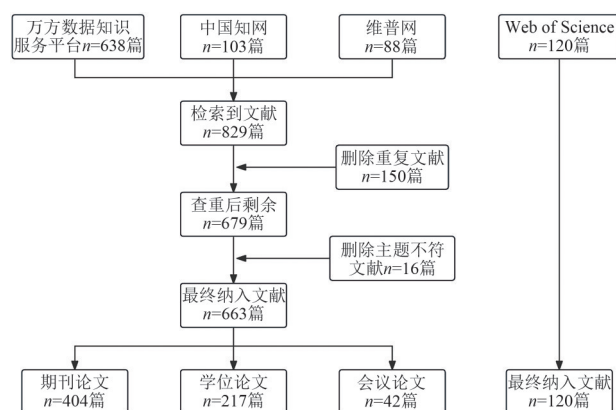 万方数据知识
服务平台n=638篇
中国知网
n=103篇
维普网
n=88篇
Web of Science
n=120篇
检索到文献
n=829篇
删除重复文献
n=150篇
查重后剩余
n=679篇
删除主题不符
文献n=16篇
最终纳入文献
n=663篇
期刊论文
n=404篇
学位论文
n=217篇
会议论文
n=42篇
最终纳入文献
n=120篇